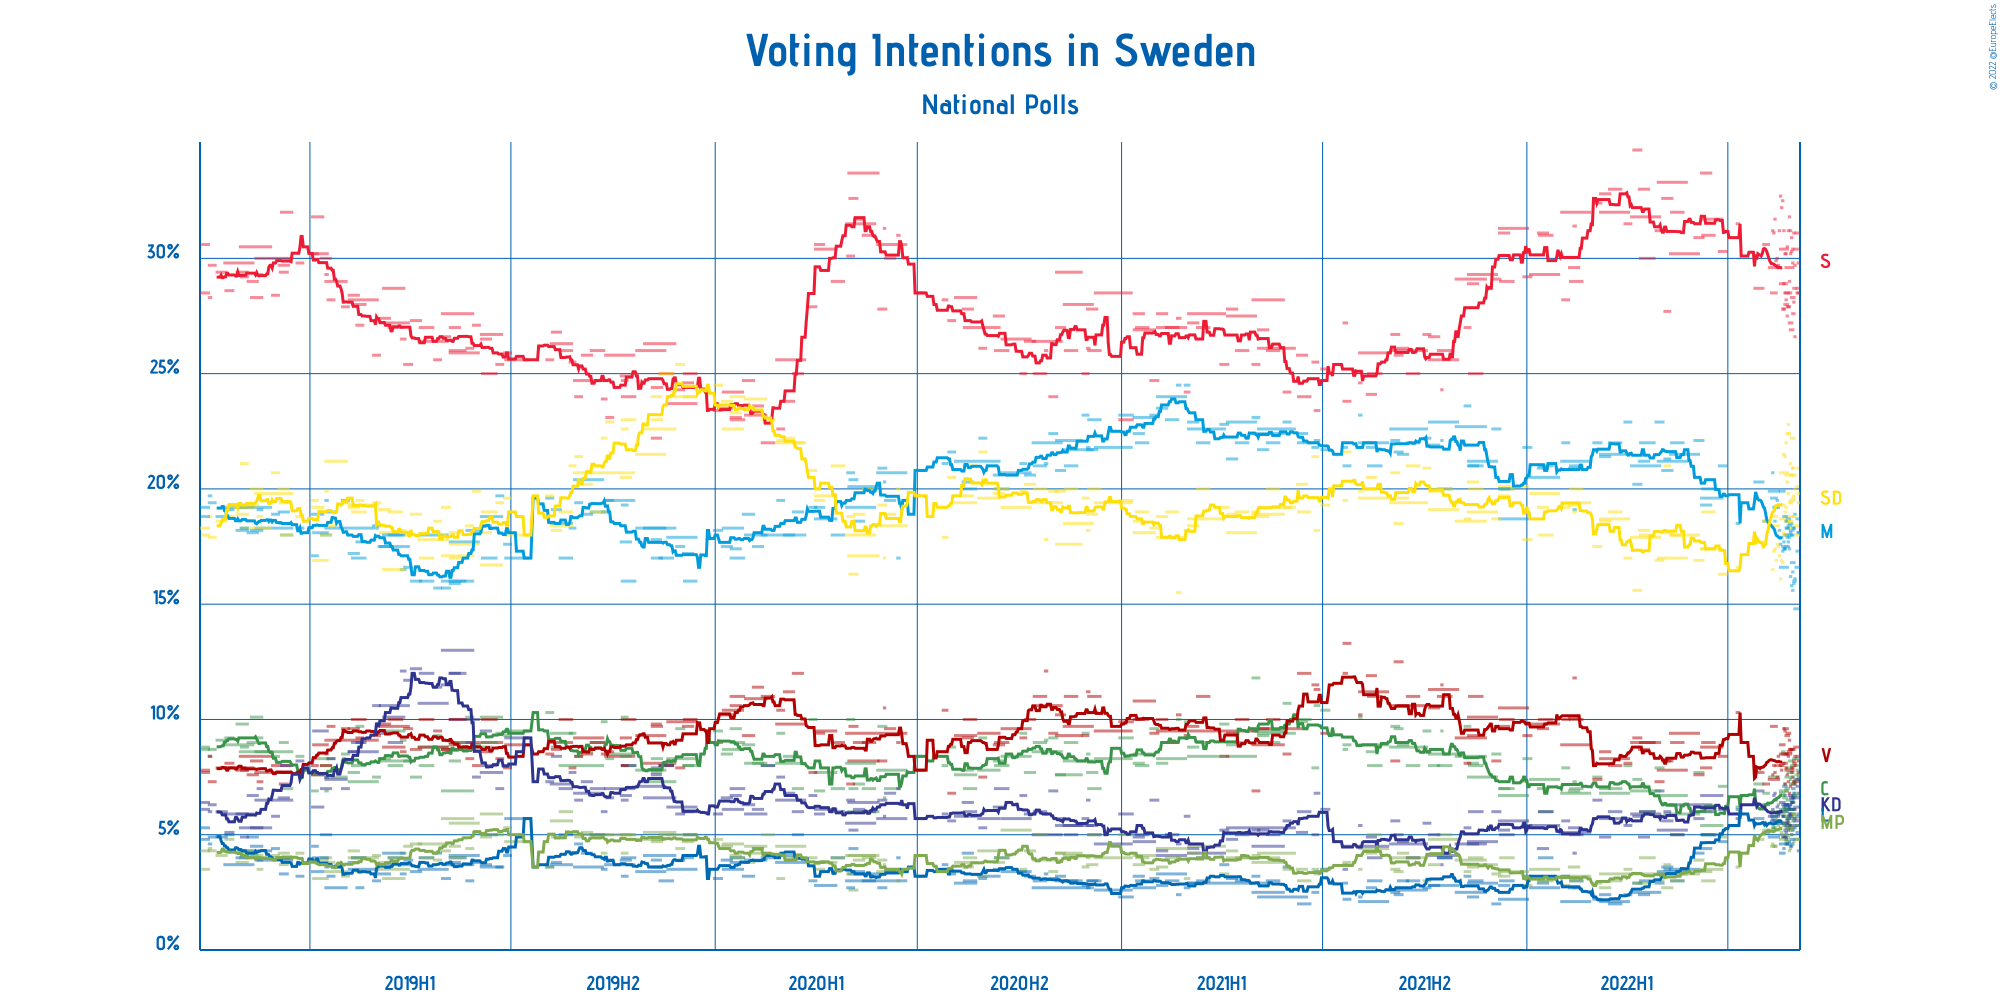 © 2022 @EuropeElects
Voting Intentions in Sweden
National Polls
30%
25%
20%
15%
10%
5%
0%
S
SD
M
V
C
KD
MP
2019H1
2019H2
2020H1
2020H2
2021H1
2021H2
2022H1